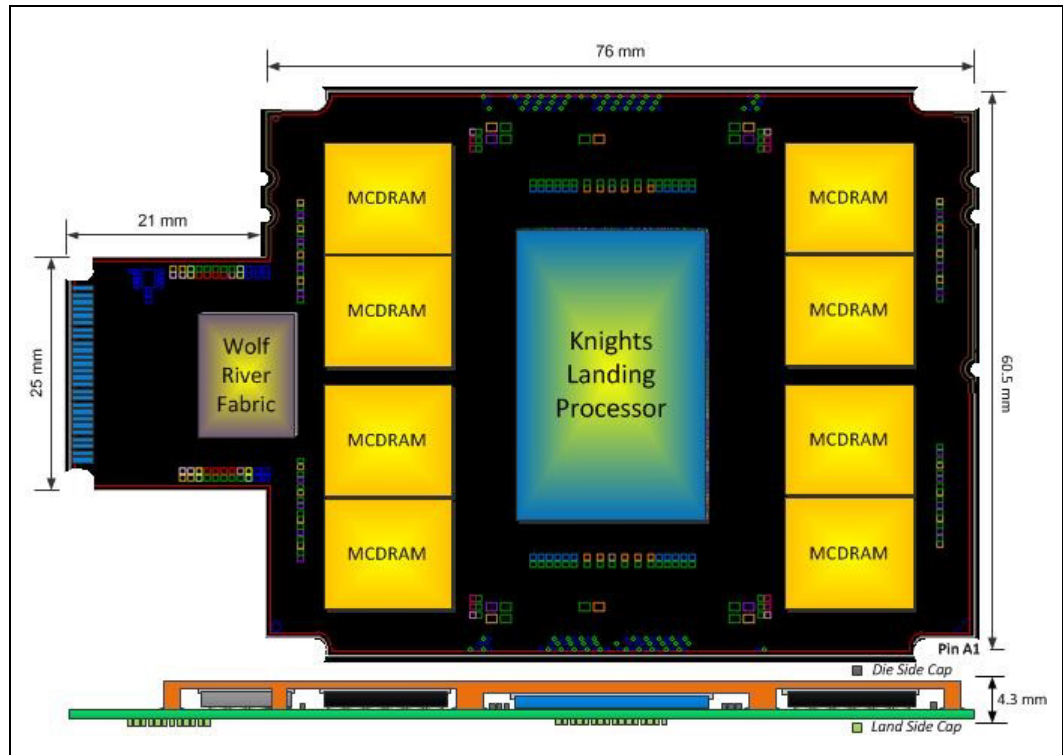 76 mm
MCDRAM
MCDRAM
21 mm
MCDRAM
MCDRAM
Wolf
River
Fabric
Knights
Landing
Processor
25 mm
60.5 mm
MCDRAM
MCDRAM
MCDRAM
MCDRAM
Pin A1
Die Side Cap
4.3 mm
Land Side Cap